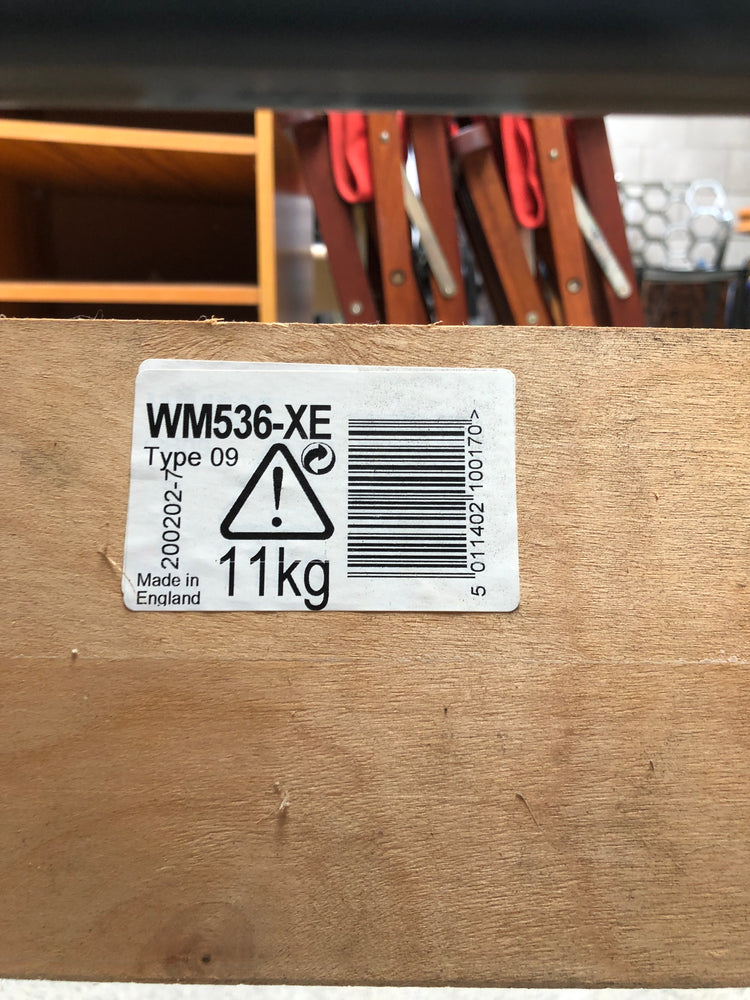 WM536-XE
Type 09
200202-7
Made in
England
11kg
5 011402 100170 >